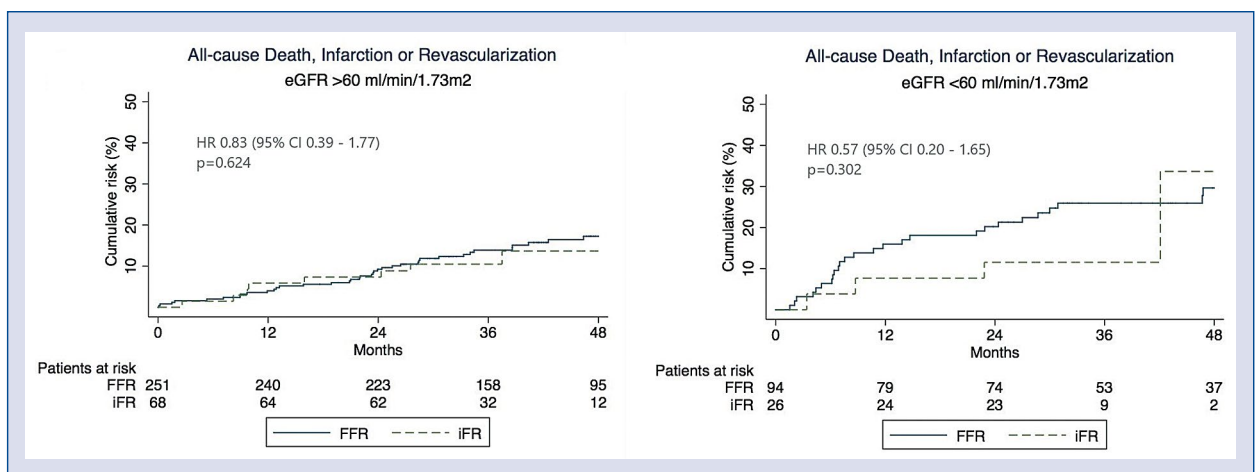 All-cause Death, Infarction or Revascularization
eGFR >60 ml/min/1.73m2
Cumulative risk (%)
50
40
30
20
10
HR 0.83 (95% CI 0.39 - 1.77)
p=0.624
0 12 24 36 48
Months
Patients at risk
FFR 251 240 223 158 95
iFR 68 64 62 32 12
FFR iFR
All-cause Death, Infarction or Revascularization
eGFR <60 ml/min/1.73m2
Cumulative risk (%)
50
40
30
20
10
HR 0.57 (95% CI 0.20 - 1.65)
p=0.302
0 12 24 36 48
Months
Patients at risk
FFR 94 79 74 53 37
iFR 26 24 23 9 2
FFR iFR